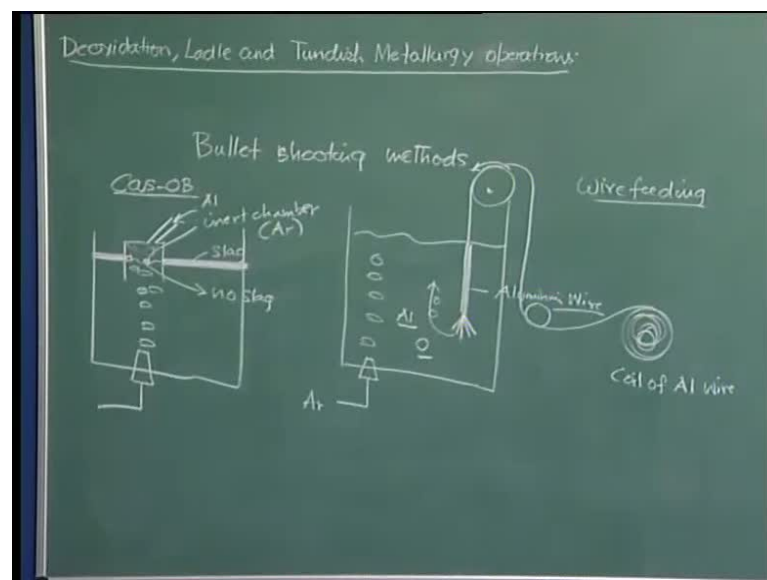 Deoxidation, Ladle and Tundish Metallurgy operations
Bullet shooting methods
Cas-OB
Al
inert chamber
(Ar)
slag
no slag
Wire feeding
Aluminium Wire
Al
O
Ar
Coil of Al wire